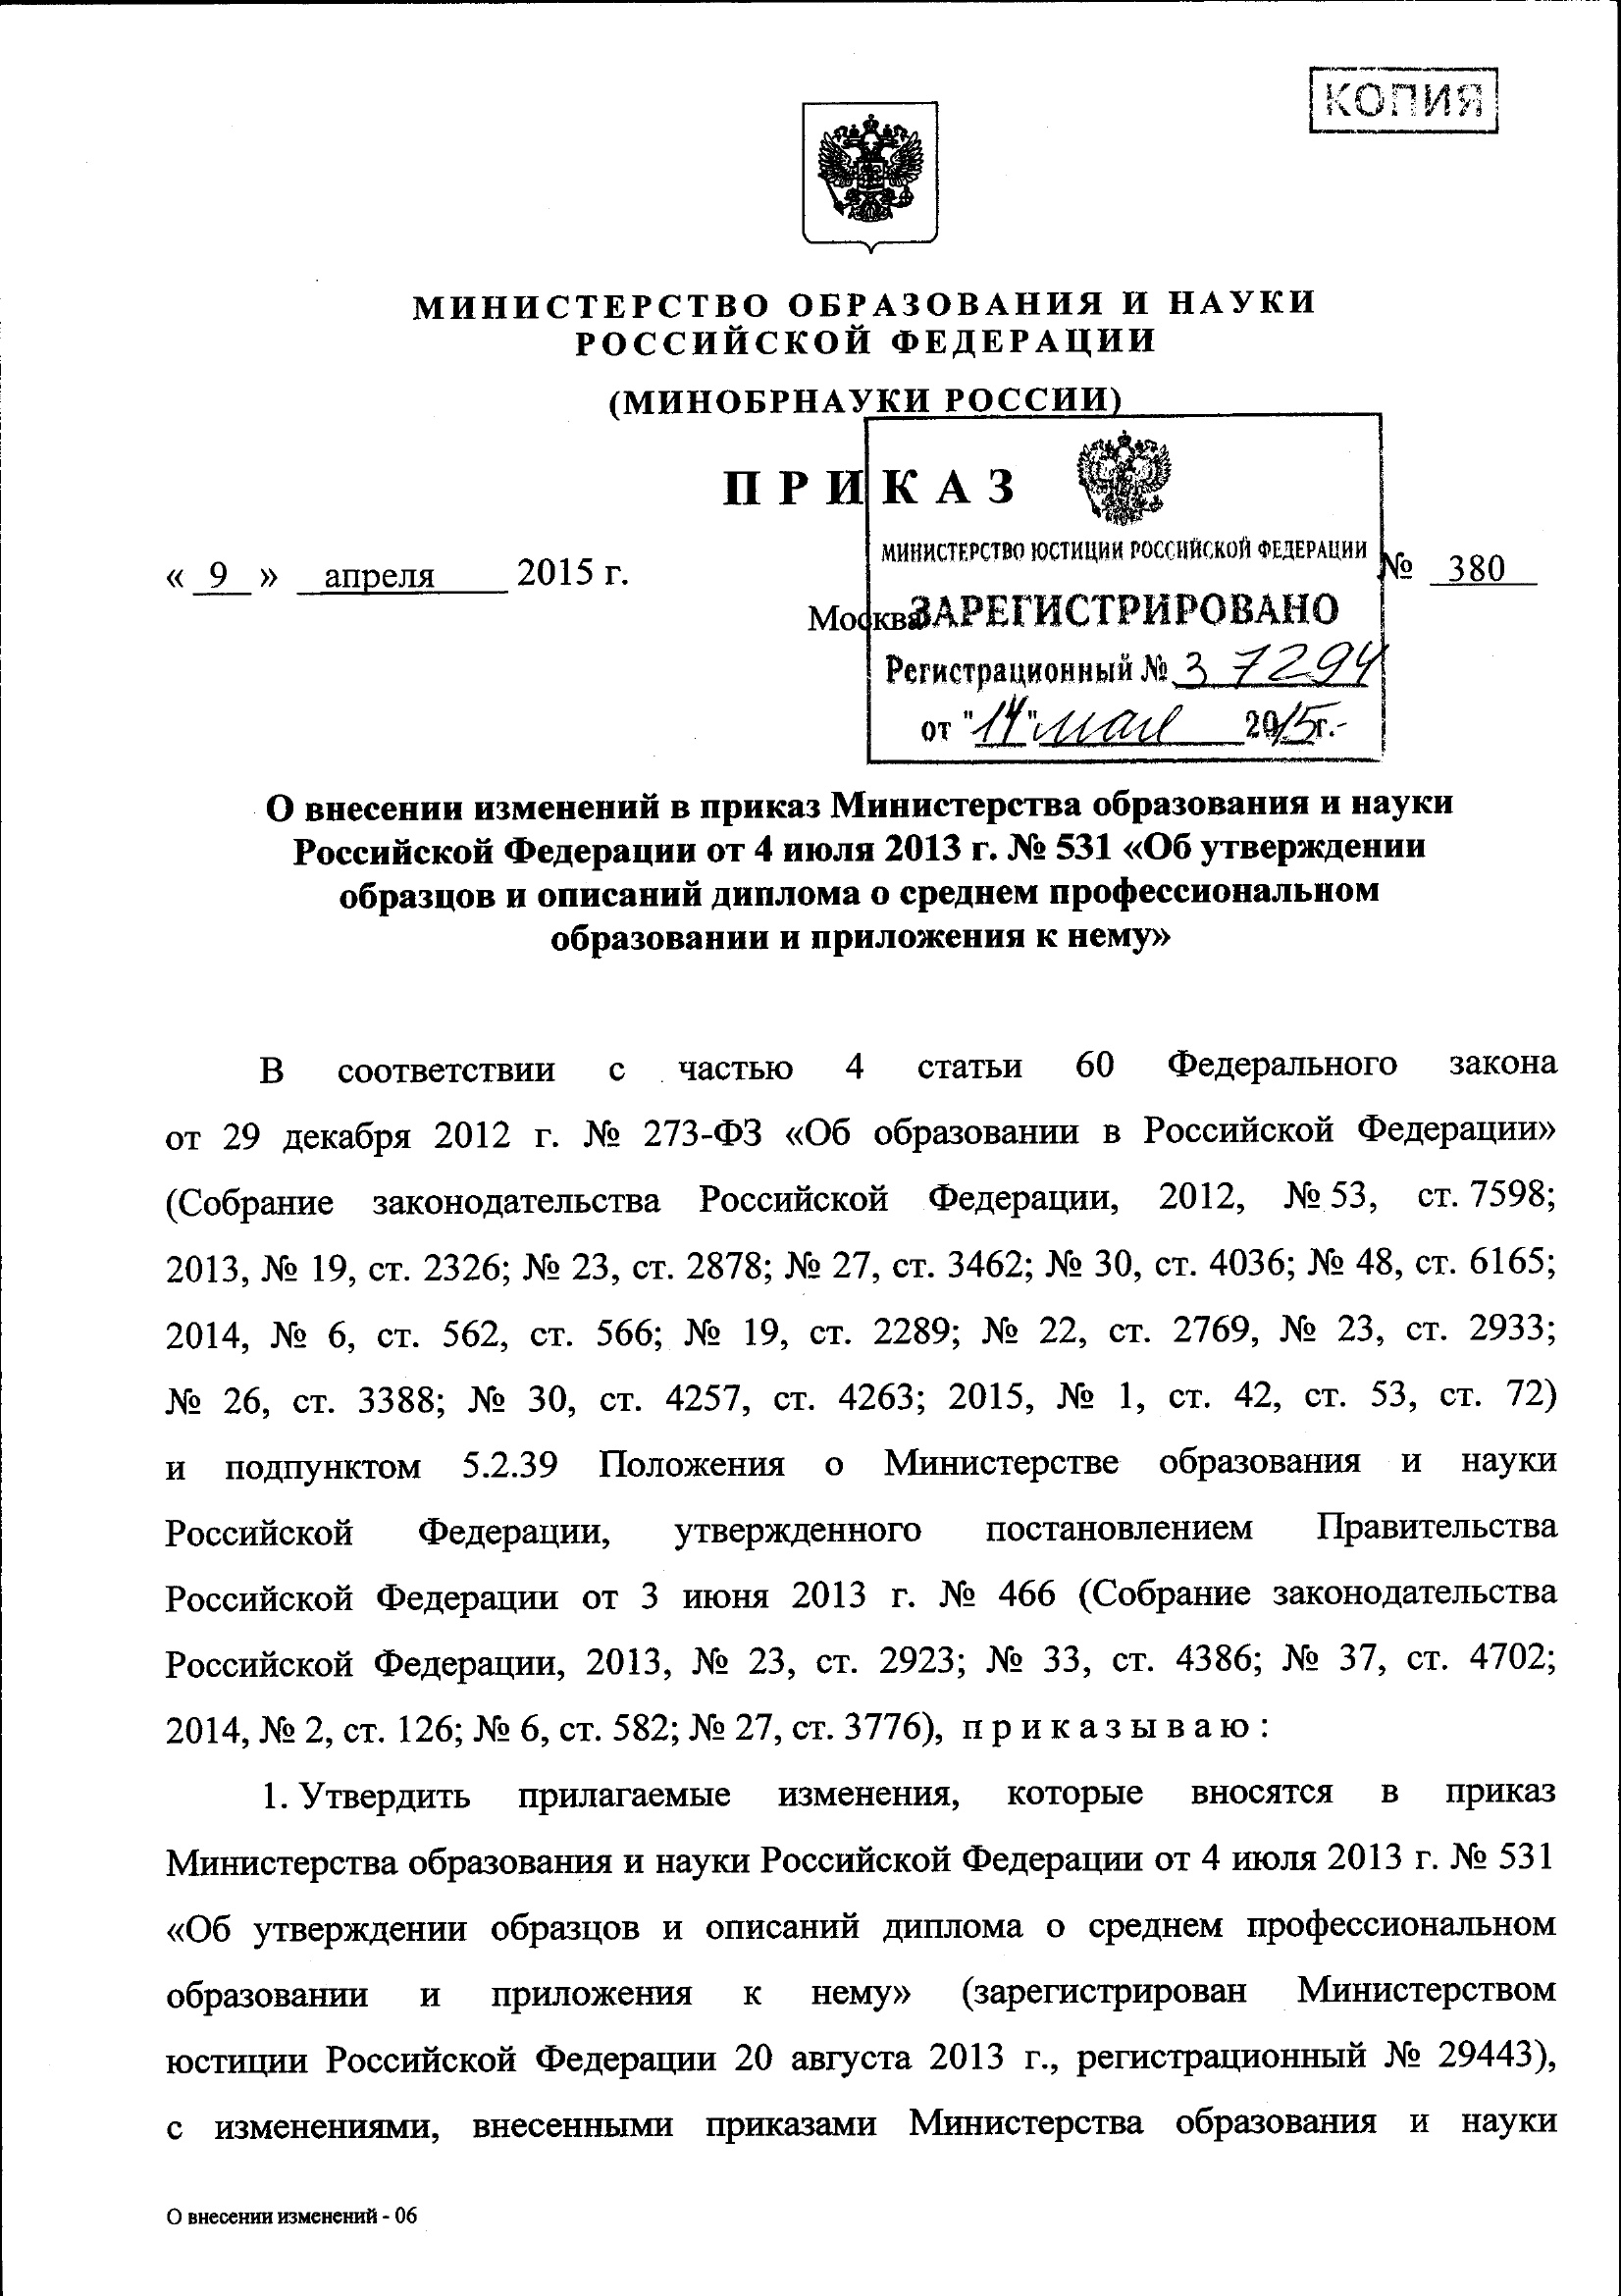 КОПИЯ
МИНИСТЕРСТВО ОБРАЗОВАНИЯ И НАУКИ
РОССИЙСКОЙ ФЕДЕРАЦИИ
(МИНОБРНАУКИ РОССИИ)
ПРИКАЗ
МИНИСТЕРСТВО ЮСТИЦИИ РОССИЙСКОЙ ФЕДЕРАЦИИ
« 9 » апреля 2015 г.
№ 380
Москва
ЗАРЕГИСТРИРОВАНО
Регистрационный № 37294
от "14" мая 2015г.
О внесении изменений в приказ Министерства образования и науки
Российской Федерации от 4 июля 2013 г. № 531 «Об утверждении
образцов и описаний диплома о среднем профессиональном
образовании и приложения к нему»
В соответствии с частью 4 статьи 60 Федерального закона
от 29 декабря 2012 г. № 273-ФЗ «Об образовании в Российской Федерации»
(Собрание законодательства Российской Федерации, 2012, № 53, ст. 7598;
2013, № 19, ст. 2326; № 23, ст. 2878; № 27, ст. 3462; № 30, ст. 4036; № 48, ст. 6165;
2014, № 6, ст. 562, ст. 566; № 19, ст. 2289; № 22, ст. 2769, № 23, ст. 2933;
№ 26, ст. 3388; № 30, ст. 4257, ст. 4263; 2015, № 1, ст. 42, ст. 53, ст. 72)
и подпунктом 5.2.39 Положения о Министерстве образования и науки
Российской Федерации, утвержденного постановлением Правительства
Российской Федерации от 3 июня 2013 г. № 466 (Собрание законодательства
Российской Федерации, 2013, № 23, ст. 2923; № 33, ст. 4386; № 37, ст. 4702;
2014, № 2, ст. 126; № 6, ст. 582; № 27, ст. 3776), приказываю:
1. Утвердить прилагаемые изменения, которые вносятся в приказ
Министерства образования и науки Российской Федерации от 4 июля 2013 г. № 531
«Об утверждении образцов и описаний диплома о среднем профессиональном
образовании и приложения к нему» (зарегистрирован Министерством
юстиции Российской Федерации 20 августа 2013 г., регистрационный № 29443),
с изменениями, внесенными приказами Министерства образования и науки
О внесении изменений - 06